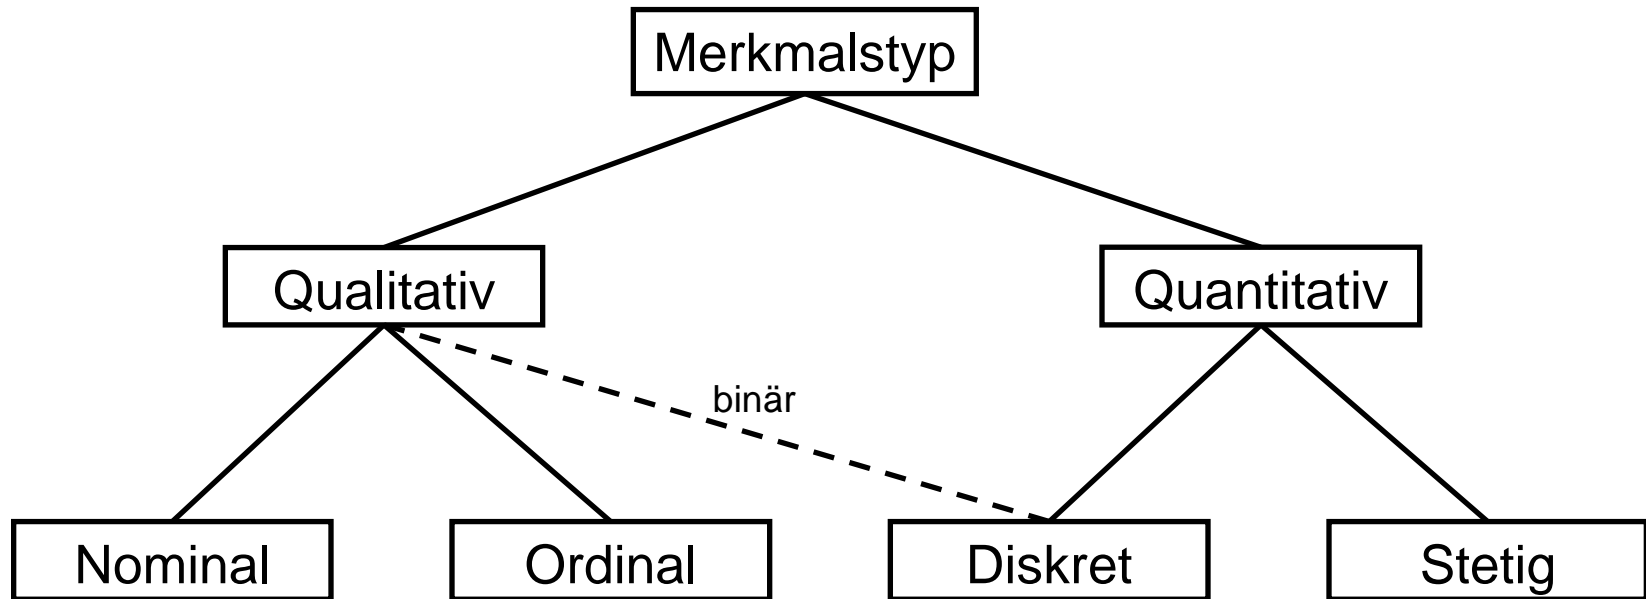 Merkmalstyp
Qualitativ
Quantitativ
binär
Nominal
Ordinal
Diskret
Stetig